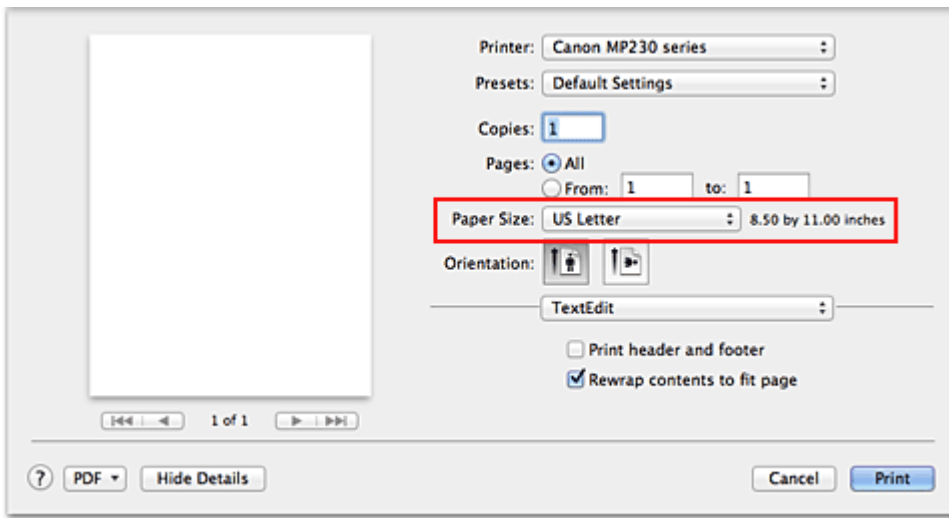 Printer: Canon MP230 series
Presets: Default Settings
Copies: 1
Pages: All
From: 1 to: 1
Paper Size: US Letter 8.50 by 11.00 inches
Orientation:
TextEdit
Print header and footer
Rewrap contents to fit page
1 of 1
? PDF Hide Details Cancel Print